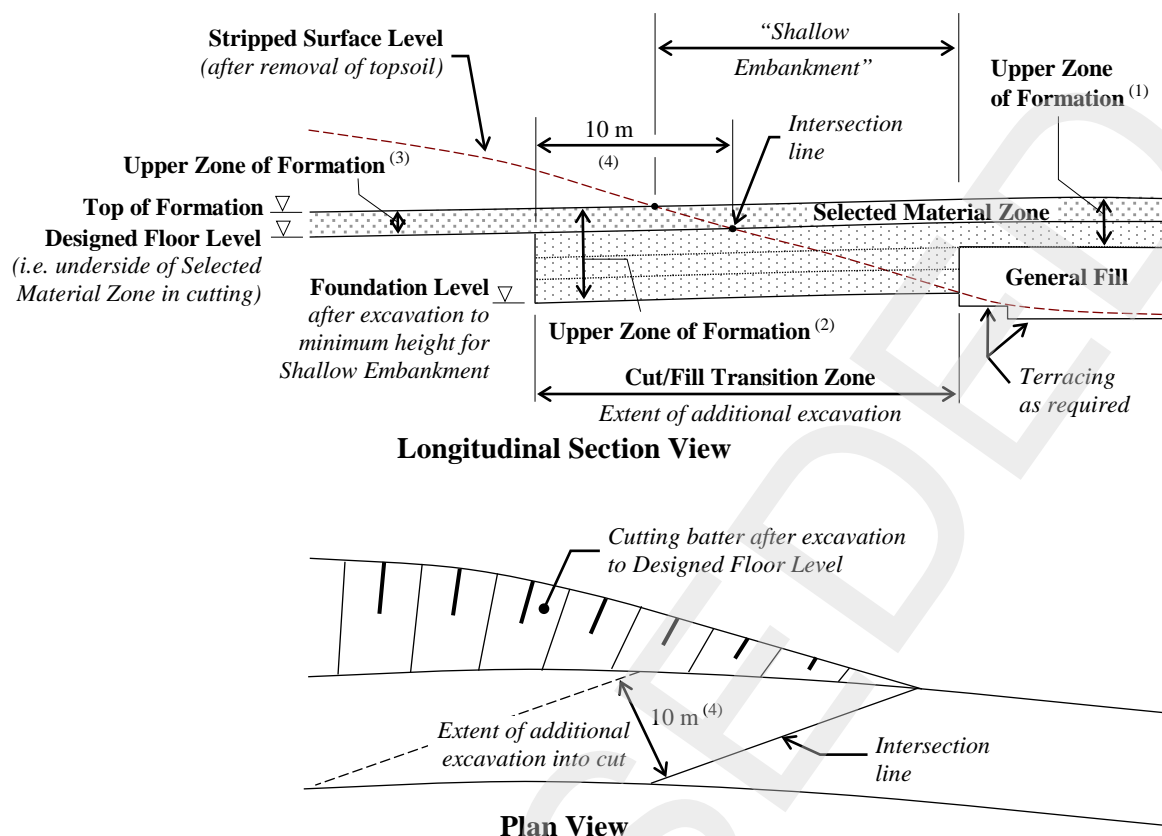 Stripped Surface Level
(after removal of topsoil)
“Shallow
Embankment”
Upper Zone
of Formation (1)
10 m
(4)
Intersection
line
Upper Zone of Formation (3)
Top of Formation
Designed Floor Level
(i.e. underside of Selected
Material Zone in cutting)
Selected Material Zone
General Fill
Foundation Level
after excavation to
minimum height for
Shallow Embankment
Upper Zone of Formation (2)
Cut/Fill Transition Zone
Extent of additional excavation
Terracing
as required
Longitudinal Section View
Cutting batter after excavation
to Designed Floor Level
10 m (4)
Extent of additional
excavation into cut
Intersection
line
Plan View
SEDED